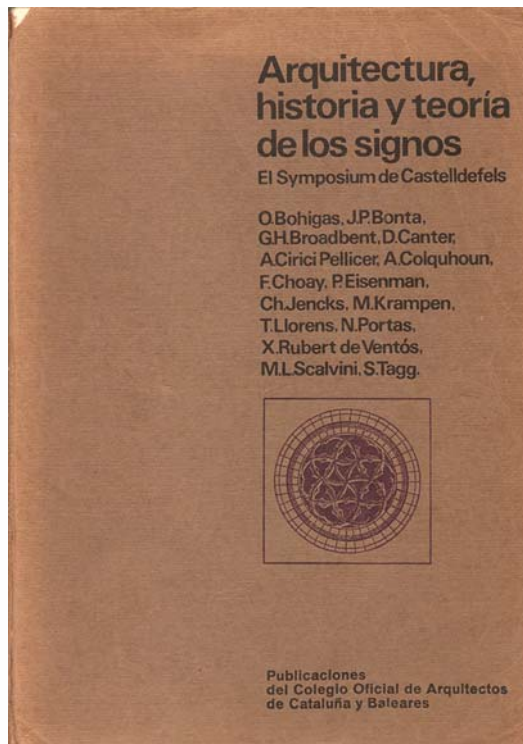 Arquitectura,
historia y teoría
de los signos
El Symposium de Castelldefels
O.Bohigas, J.P.Bonta,
G.H.Broadbent, D.Canter,
A.Cirici Pellicer, A.Colquhoun,
F.Choay, P.Eisenman,
Ch.Jencks, M.Krampen,
T.Llorens, N.Portas,
X.Rubert de Ventós,
M.L.Scalvini, S.Tagg.
Publicaciones
del Colegio Oficial de Arquitectos
de Cataluña y Baleares